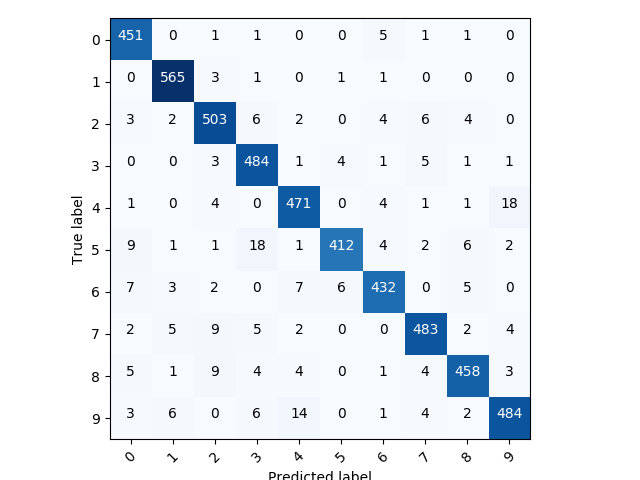 0 451 0 1 1 0 0 5 1 1 0
1 0 565 3 1 0 1 1 0 0 0
2 3 2 503 6 2 0 4 6 4 0
3 0 0 3 484 1 4 1 5 1 1
4 1 0 4 0 471 0 4 1 1 18
5 9 1 1 18 1 412 4 2 6 2
6 7 3 2 0 7 6 432 0 5 0
7 2 5 9 5 2 0 0 483 2 4
8 5 1 9 4 4 0 1 4 458 3
9 3 6 0 6 14 0 1 4 2 484
True label
0 1 2 3 4 5 6 7 8 9
Predicted label